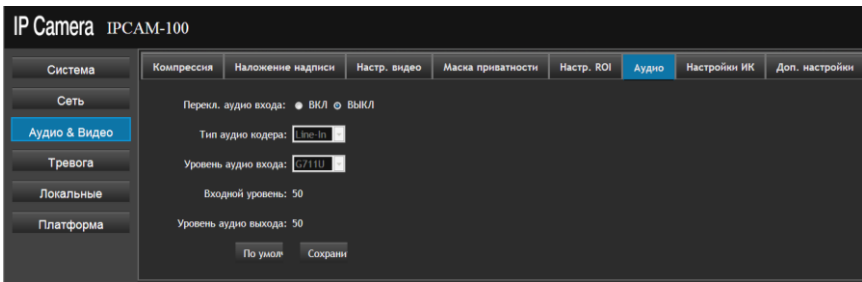 IP Camera IPCAM-100
Система
Сеть
Аудио & Видео
Тревога
Локальные
Платформа
Компрессия Наложение надписи Настр. видео Маска приватности Настр. ROI Аудио Настройки ИК Доп. настройки
Перекл. аудио входа: ВКЛ ВЫКЛ
Тип аудио кодера: Line-In
Уровень аудио входа: G711U
Входной уровень: 50
Уровень аудио выхода: 50
По умол Сохрани